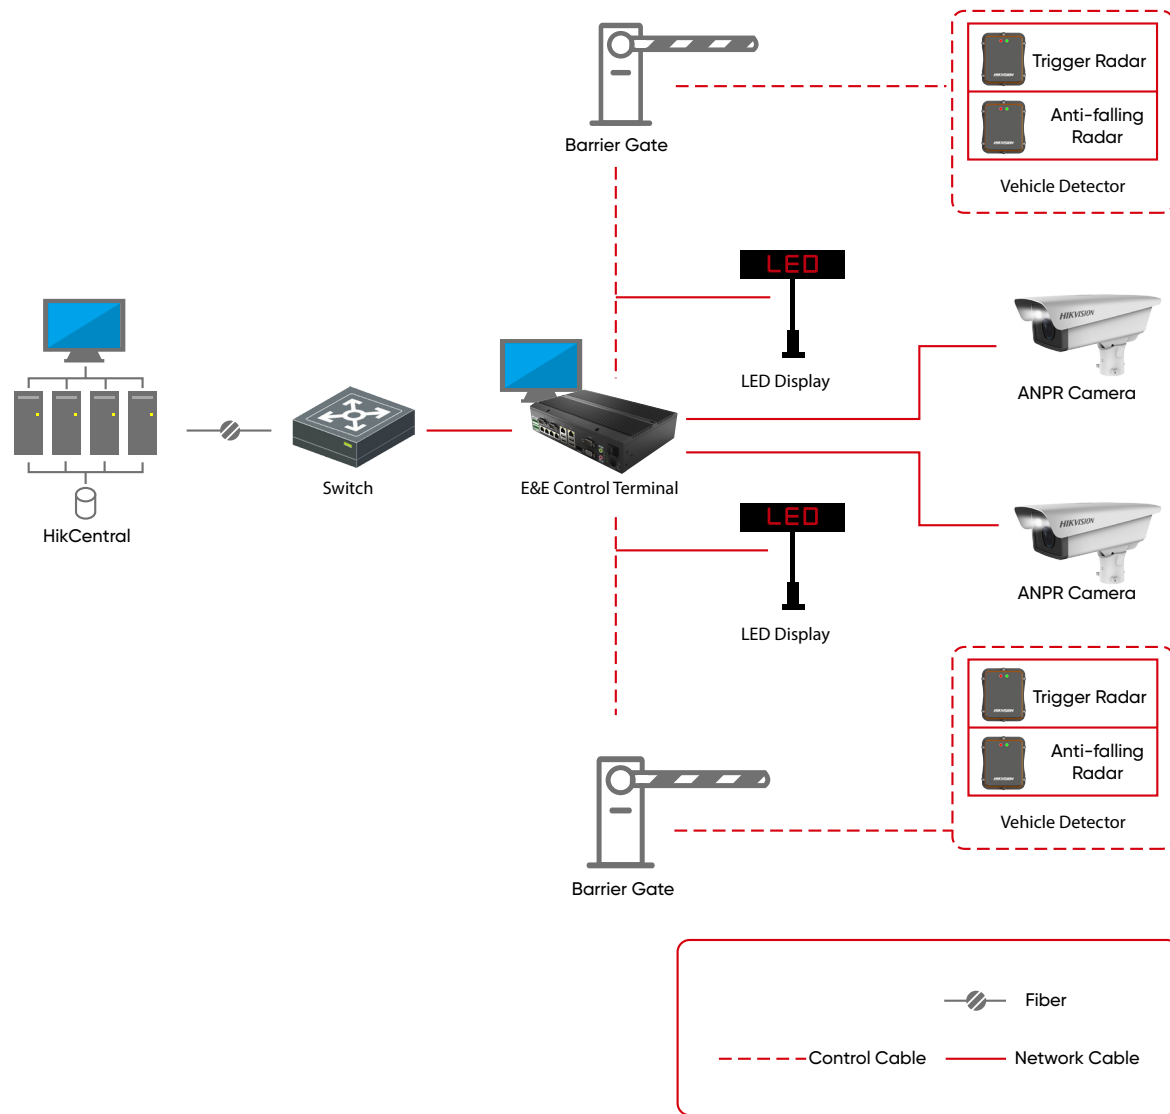 Trigger Radar
Anti-falling
Radar
Vehicle Detector
Barrier Gate
LED
LED Display
HIKVISION
ANPR Camera
HikCentral
Switch
E&E Control Terminal
LED
LED Display
HIKVISION
ANPR Camera
Trigger Radar
Anti-falling
Radar
Vehicle Detector
Barrier Gate
Fiber
Control Cable
Network Cable